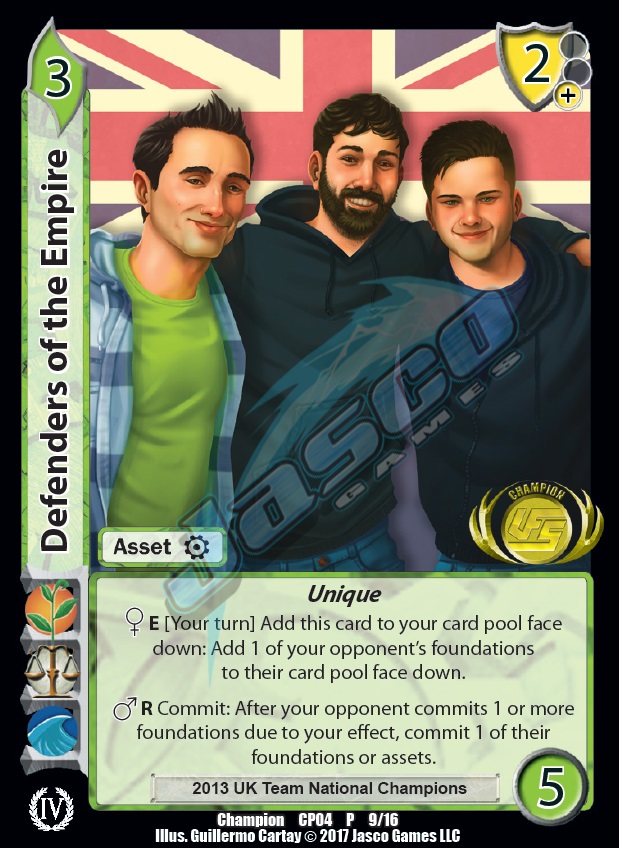 3
2
+
Defenders of the Empire
Jasco
GAMES
CHAMPION
UFS
Asset
Unique
♀ E [Your turn] Add this card to your card pool face
down: Add 1 of your opponent's foundations
to their card pool face down.
♂ R Commit: After your opponent commits 1 or more
foundations due to your effect, commit 1 of their
foundations or assets.
2013 UK Team National Champions
5
IV
Champion CP04 P 9/16
Illus. Guillermo Cartay © 2017 Jasco Games LLC